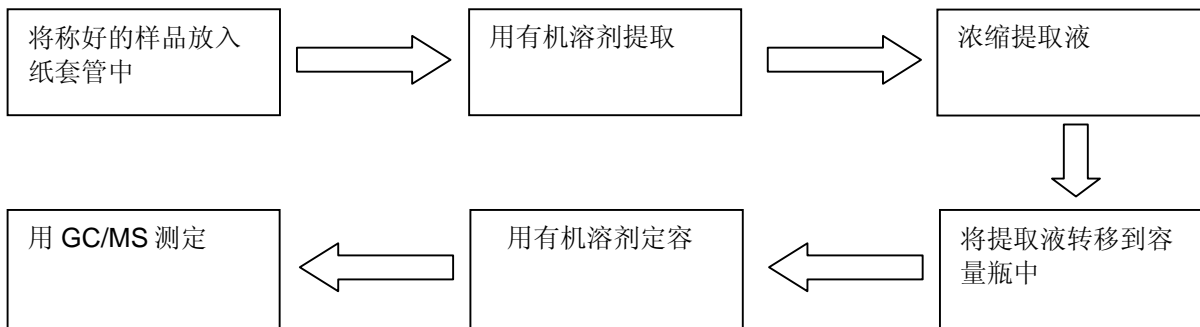 将称好的样品放入
纸套管中
用有机溶剂提取
浓缩提取液
将提取液转移到容
量瓶中
用有机溶剂定容
用 GC/MS 测定